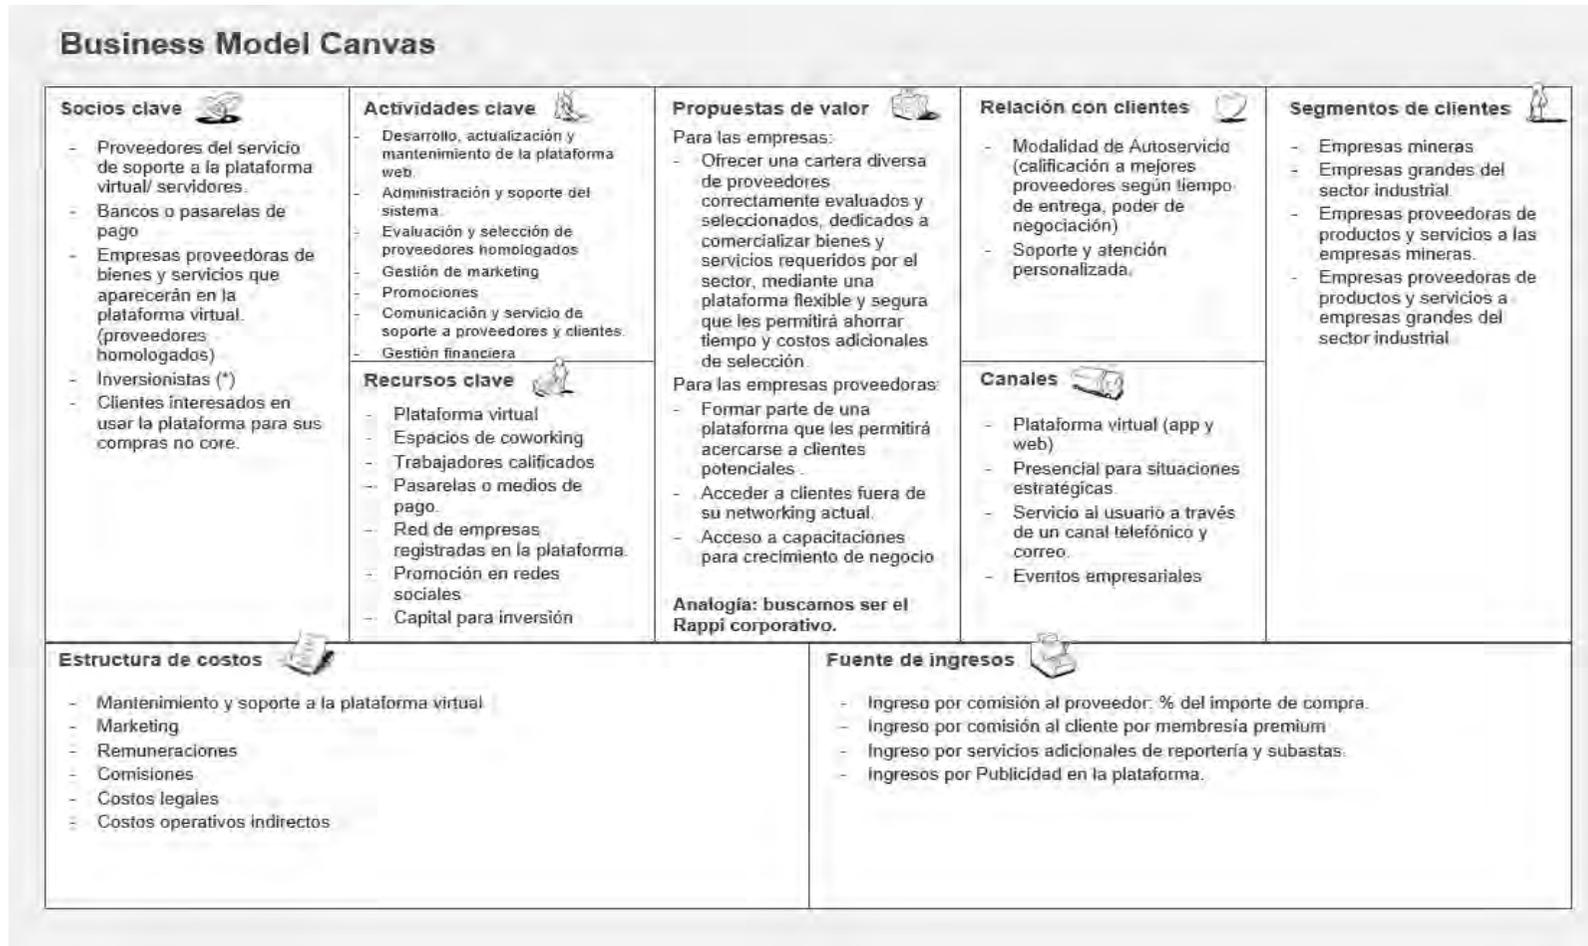 Business Model Canvas
Socios clave
- Proveedores del servicio
de soporte a la plataforma
virtual/ servidores.
- Bancos o pasarelas de
pago
- Empresas proveedoras de
bienes y servicios que
aparecerán en la
plataforma virtual.
(proveedores
homologados)
- Inversionistas (*)
- Clientes interesados en
usar la plataforma para sus
compras no core.
Actividades clave
- Desarrollo, actualización y
mantenimiento de la plataforma
web.
- Administración y soporte del
sistema.
- Evaluación y selección de
proveedores homologados
- Gestión de marketing
- Promociones
- Comunicación y servicio de
soporte a proveedores y clientes.
- Gestión financiera
Recursos clave
- Plataforma virtual
- Espacios de coworking
- Trabajadores calificados
- Pasarelas o medios de
pago.
- Red de empresas
registradas en la plataforma.
- Promoción en redes
sociales
- Capital para inversión
Propuestas de valor
Para las empresas:
- Ofrecer una cartera diversa
de proveedores
correctamente evaluados y
seleccionados, dedicados a
comercializar bienes y
servicios requeridos por el
sector, mediante una
plataforma flexible y segura
que les permitirá ahorrar
tiempo y costos adicionales
de selección.
Para las empresas proveedoras:
- Formar parte de una
plataforma que les permitirá
acercarse a clientes
potenciales .
- Acceder a clientes fuera de
su networking actual.
- Acceso a capacitaciones
para crecimiento de negocio
Analogía: buscamos ser el
Rappi corporativo.
Relación con clientes
- Modalidad de Autoservicio
(calificación a mejores
proveedores según tiempo
de entrega, poder de
negociación)
- Soporte y atención
personalizada.
Canales
- Plataforma virtual (app y
web)
- Presencial para situaciones
estratégicas.
- Servicio al usuario a través
de un canal telefónico y
correo.
- Eventos empresariales
Segmentos de clientes
- Empresas mineras
- Empresas grandes del
sector industrial
- Empresas proveedoras de
productos y servicios a las
empresas mineras.
- Empresas proveedoras de
productos y servicios a
empresas grandes del
sector industrial
Estructura de costos
- Mantenimiento y soporte a la plataforma virtual
- Marketing
- Remuneraciones
- Comisiones
- Costos legales
- Costos operativos indirectos
Fuente de ingresos
- Ingreso por comisión al proveedor: % del importe de compra.
- Ingreso por comisión al cliente por membresía premium
- Ingreso por servicios adicionales de reportería y subastas.
- Ingresos por Publicidad en la plataforma.